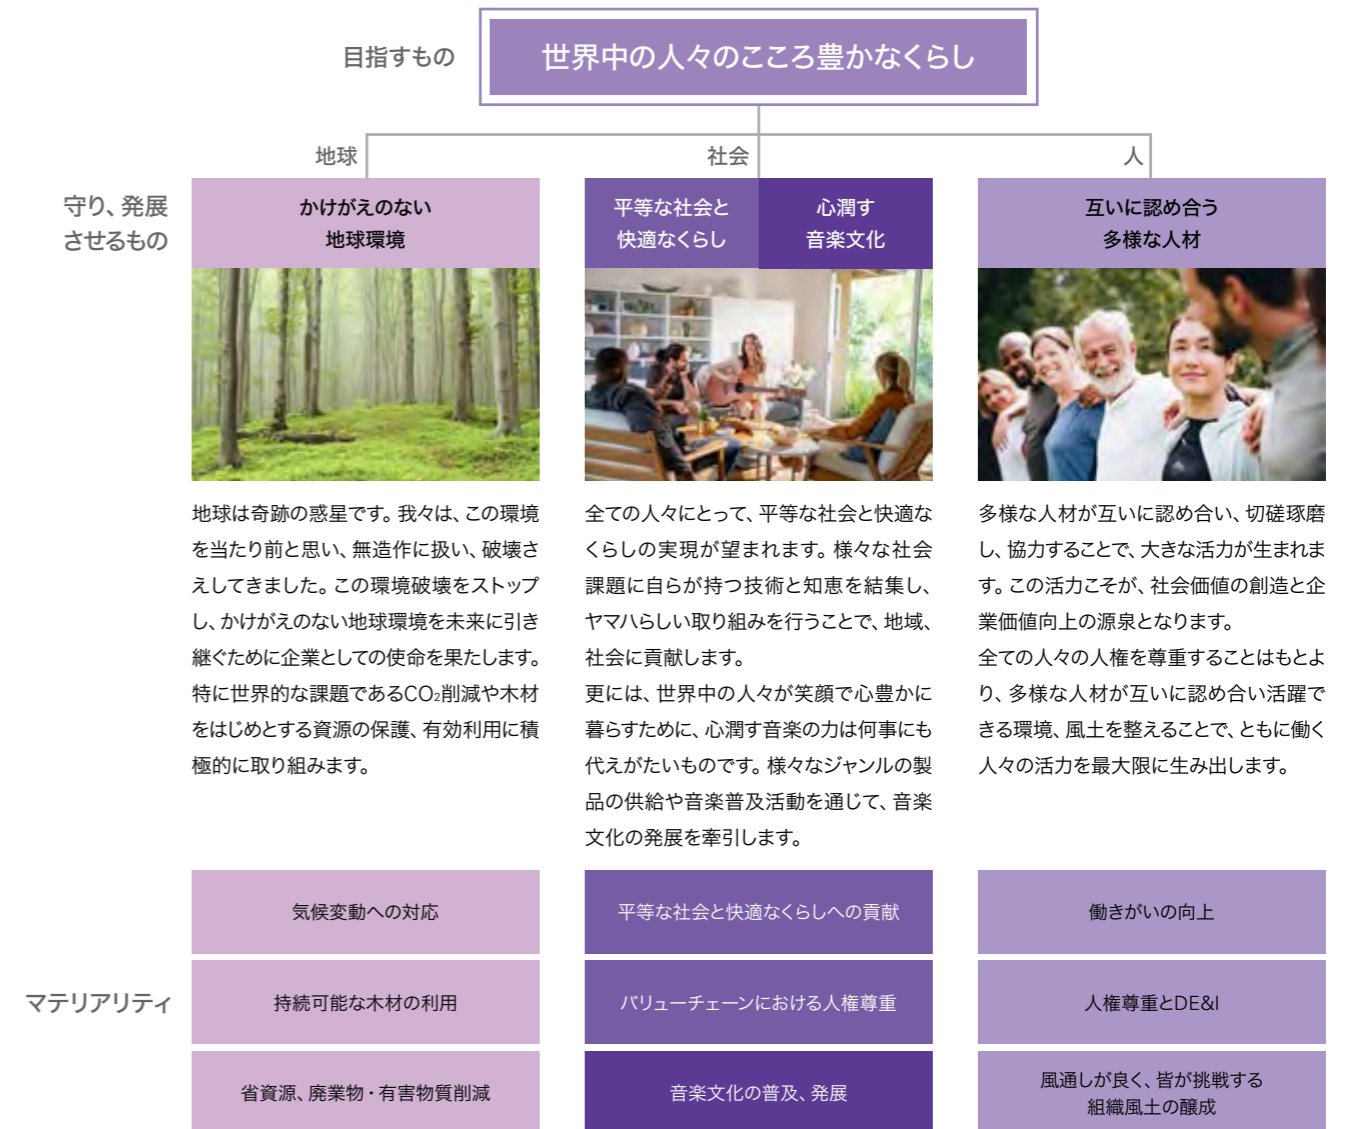 目指すもの
世界中の人々のこころ豊かなくらし
地球
社会
人
守り、発展
させるもの
かけがえのない
地球環境
平等な社会と
快適なくらし
心潤す
音楽文化
互いに認め合う
多様な人材
地球は奇跡の惑星です。我々は、この環境
を当たり前と思い、無造作に扱い、破壊さ
えしてきました。この環境破壊をストップ
し、かけがえのない地球環境を未来に引き
継ぐために企業としての使命を果たします。
特に世界的な課題であるCO₂削減や木材
をはじめとする資源の保護、有効利用に積
極的に取り組みます。
全ての人々にとって、平等な社会と快適な
くらしの実現が望まれます。様々な社会
課題に自らが持つ技術と知恵を結集し、
ヤマハらしい取り組みを行うことで、地域、
社会に貢献します。
更には、世界中の人々が笑顔で心豊かに
暮らすために、心潤す音楽の力は何事にも
代えがたいものです。様々なジャンルの製
品の供給や音楽普及活動を通じて、音楽
文化の発展を牽引します。
多様な人材が互いに認め合い、切磋琢磨
し、協力することで、大きな活力が生まれま
す。この活力こそが、社会価値の創造と企
業価値向上の源泉となります。
全ての人々の人権を尊重することはもとよ
り、多様な人材が互いに認め合い活躍で
きる環境、風土を整えることで、ともに働く
人々の活力を最大限に生み出します。
マテリアリティ
気候変動への対応
持続可能な木材の利用
省資源、廃棄物・有害物質削減
平等な社会と快適なくらしへの貢献
バリューチェーンにおける人権尊重
音楽文化の普及、発展
働きがいの向上
人権尊重とDE&I
風通しが良く、皆が挑戦する
組織風土の醸成